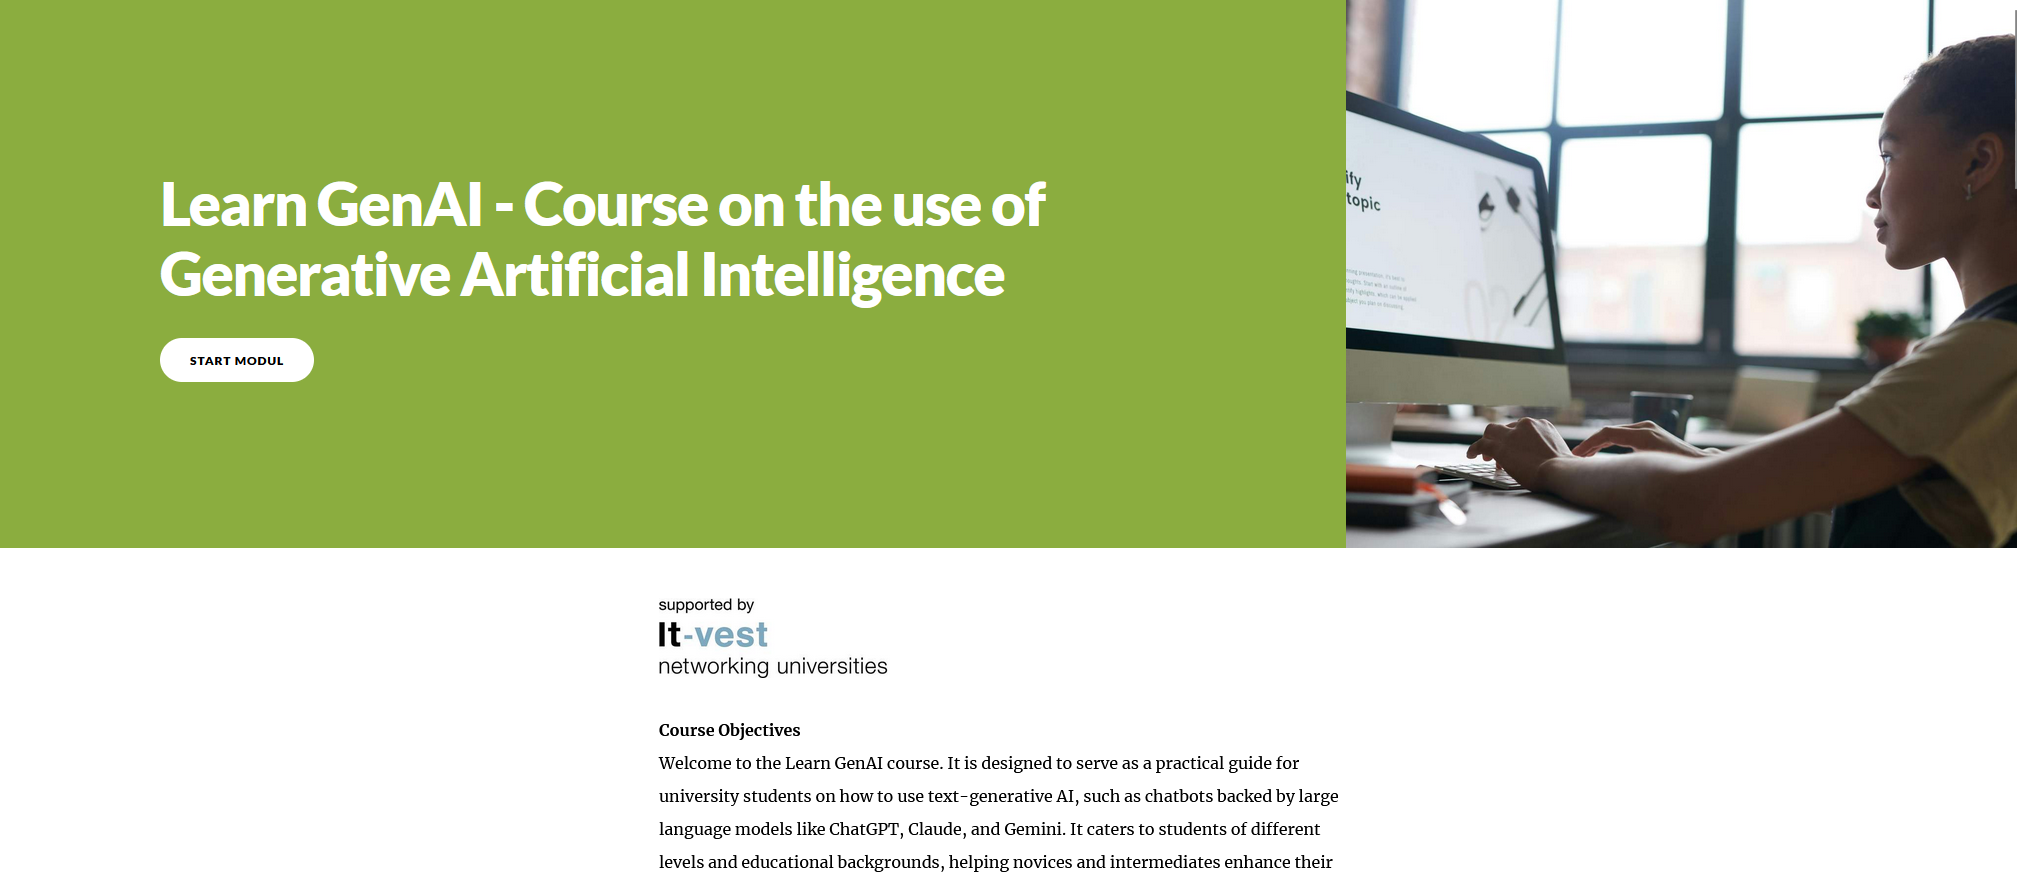 Learn GenAI - Course on the use of
Generative Artificial Intelligence
START MODUL
ify
topic
supported by
It-vest
networking universities
Course Objectives
Welcome to the Learn GenAI course. It is designed to serve as a practical guide for
university students on how to use text-generative AI, such as chatbots backed by large
language models like ChatGPT, Claude, and Gemini. It caters to students of different
levels and educational backgrounds, helping novices and intermediates enhance their